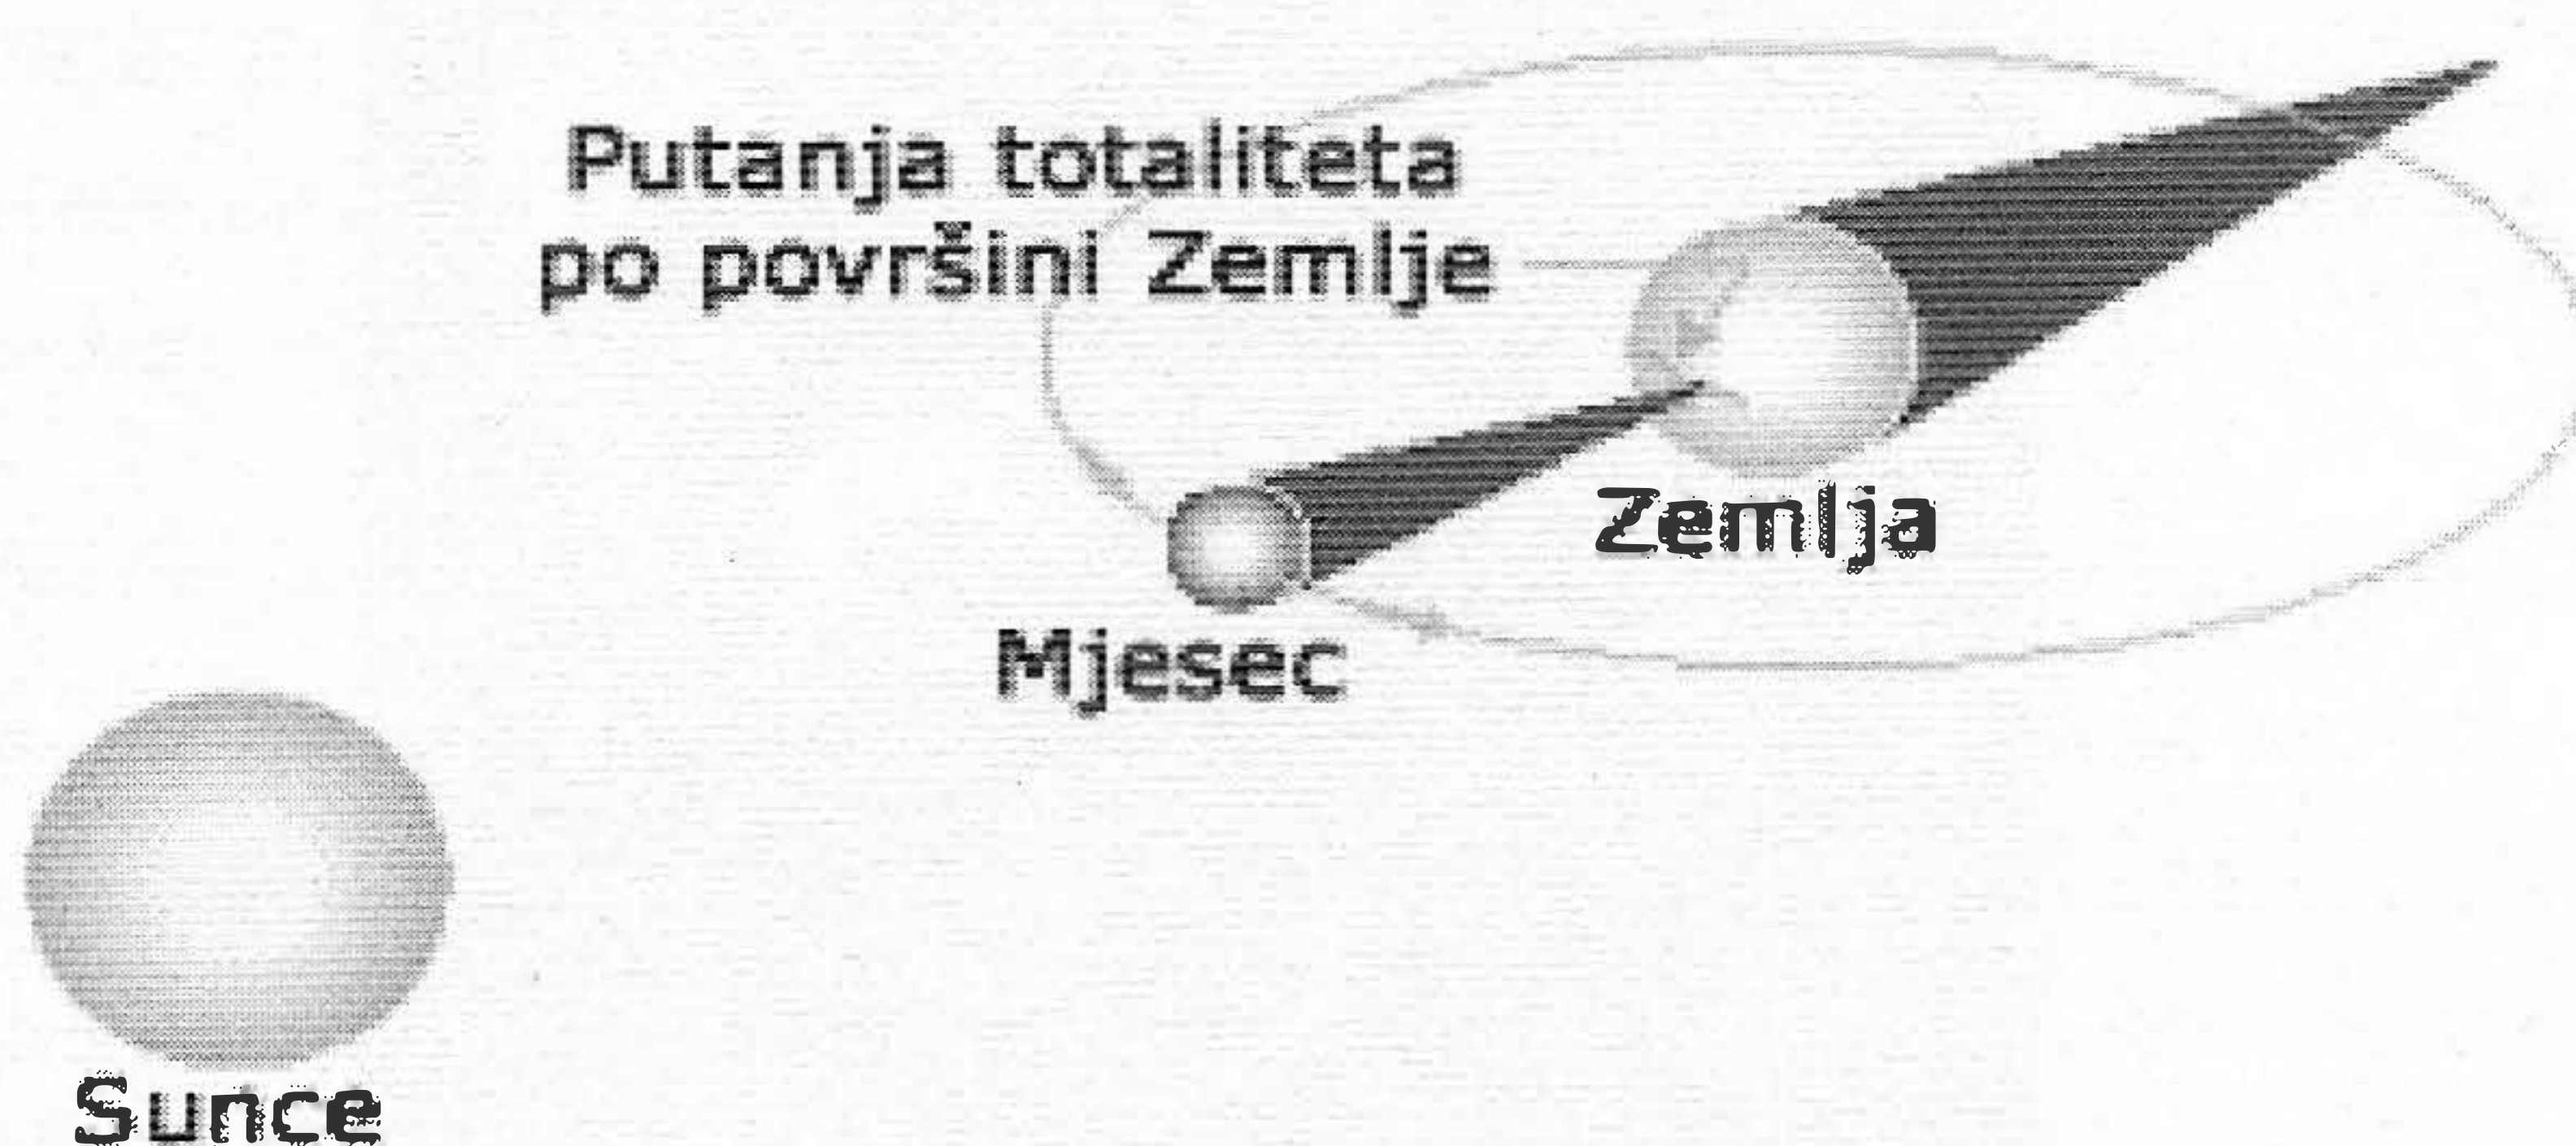 Putanja totaliteta
po površini Zemlje
Zemlja
Mjesec
Sunce